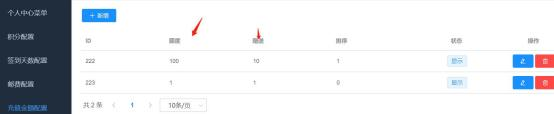 个人中心菜单
+ 新增
积分配置
ID 额度 赠送 排序 状态 操作
签到天数配置
222 100 10 1 显示
邮费配置
223 1 1 0 显示
充值金额配置
共 2 条 < 1 > 10条/页